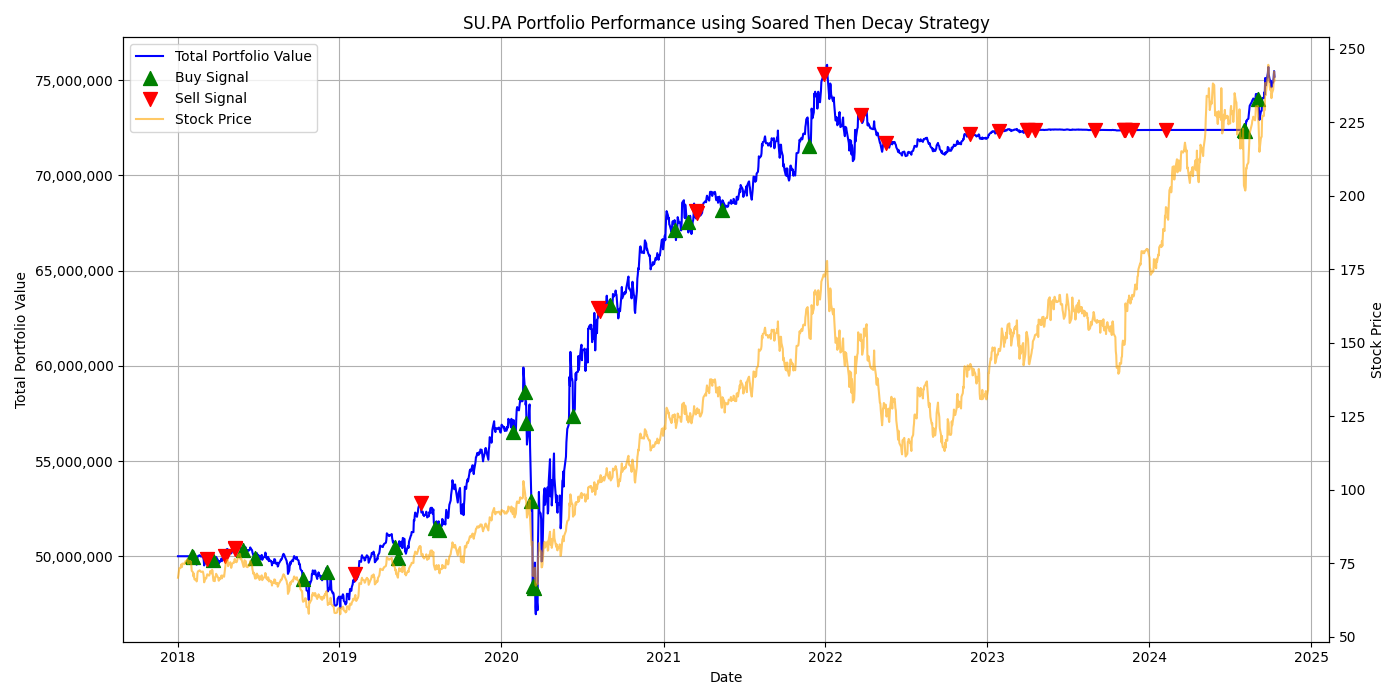 SU.PA Portfolio Performance using Soared Then Decay Strategy
Total Portfolio Value
Buy Signal
Sell Signal
Stock Price
75,000,000
70,000,000
65,000,000
60,000,000
55,000,000
50,000,000
Total Portfolio Value
250
225
200
175
150
125
100
75
50
Stock Price
2018
2019
2020
2021
2022
2023
2024
2025
Date